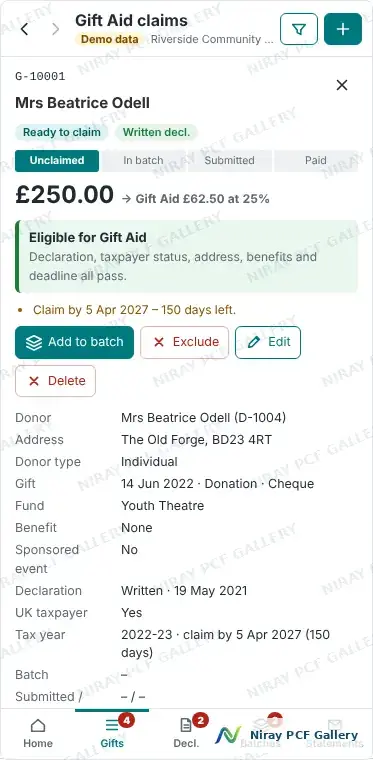 Gift Aid claims
Demo data · Riverside Community ...
G-10001
Mrs Beatrice Odell
Ready to claim Written decl.
Unclaimed In batch Submitted Paid
£250.00 → Gift Aid £62.50 at 25%
Eligible for Gift Aid
Declaration, taxpayer status, address, benefits and
deadline all pass.
• Claim by 5 Apr 2027 – 150 days left.
Add to batch Exclude Edit
Delete
Donor Mrs Beatrice Odell (D-1004)
Address The Old Forge, BD23 4RT
Donor type Individual
Gift 14 Jun 2022 · Donation · Cheque
Fund Youth Theatre
Benefit None
Sponsored No
event
Declaration Written · 19 May 2021
UK taxpayer Yes
Tax year 2022-23 · claim by 5 Apr 2027 (150
days)
Batch –
Submitted / – / –
4 2
Home Gifts Decl. Batches Statements
Niray PCF Gallery
NIRAY PCF GALLERY